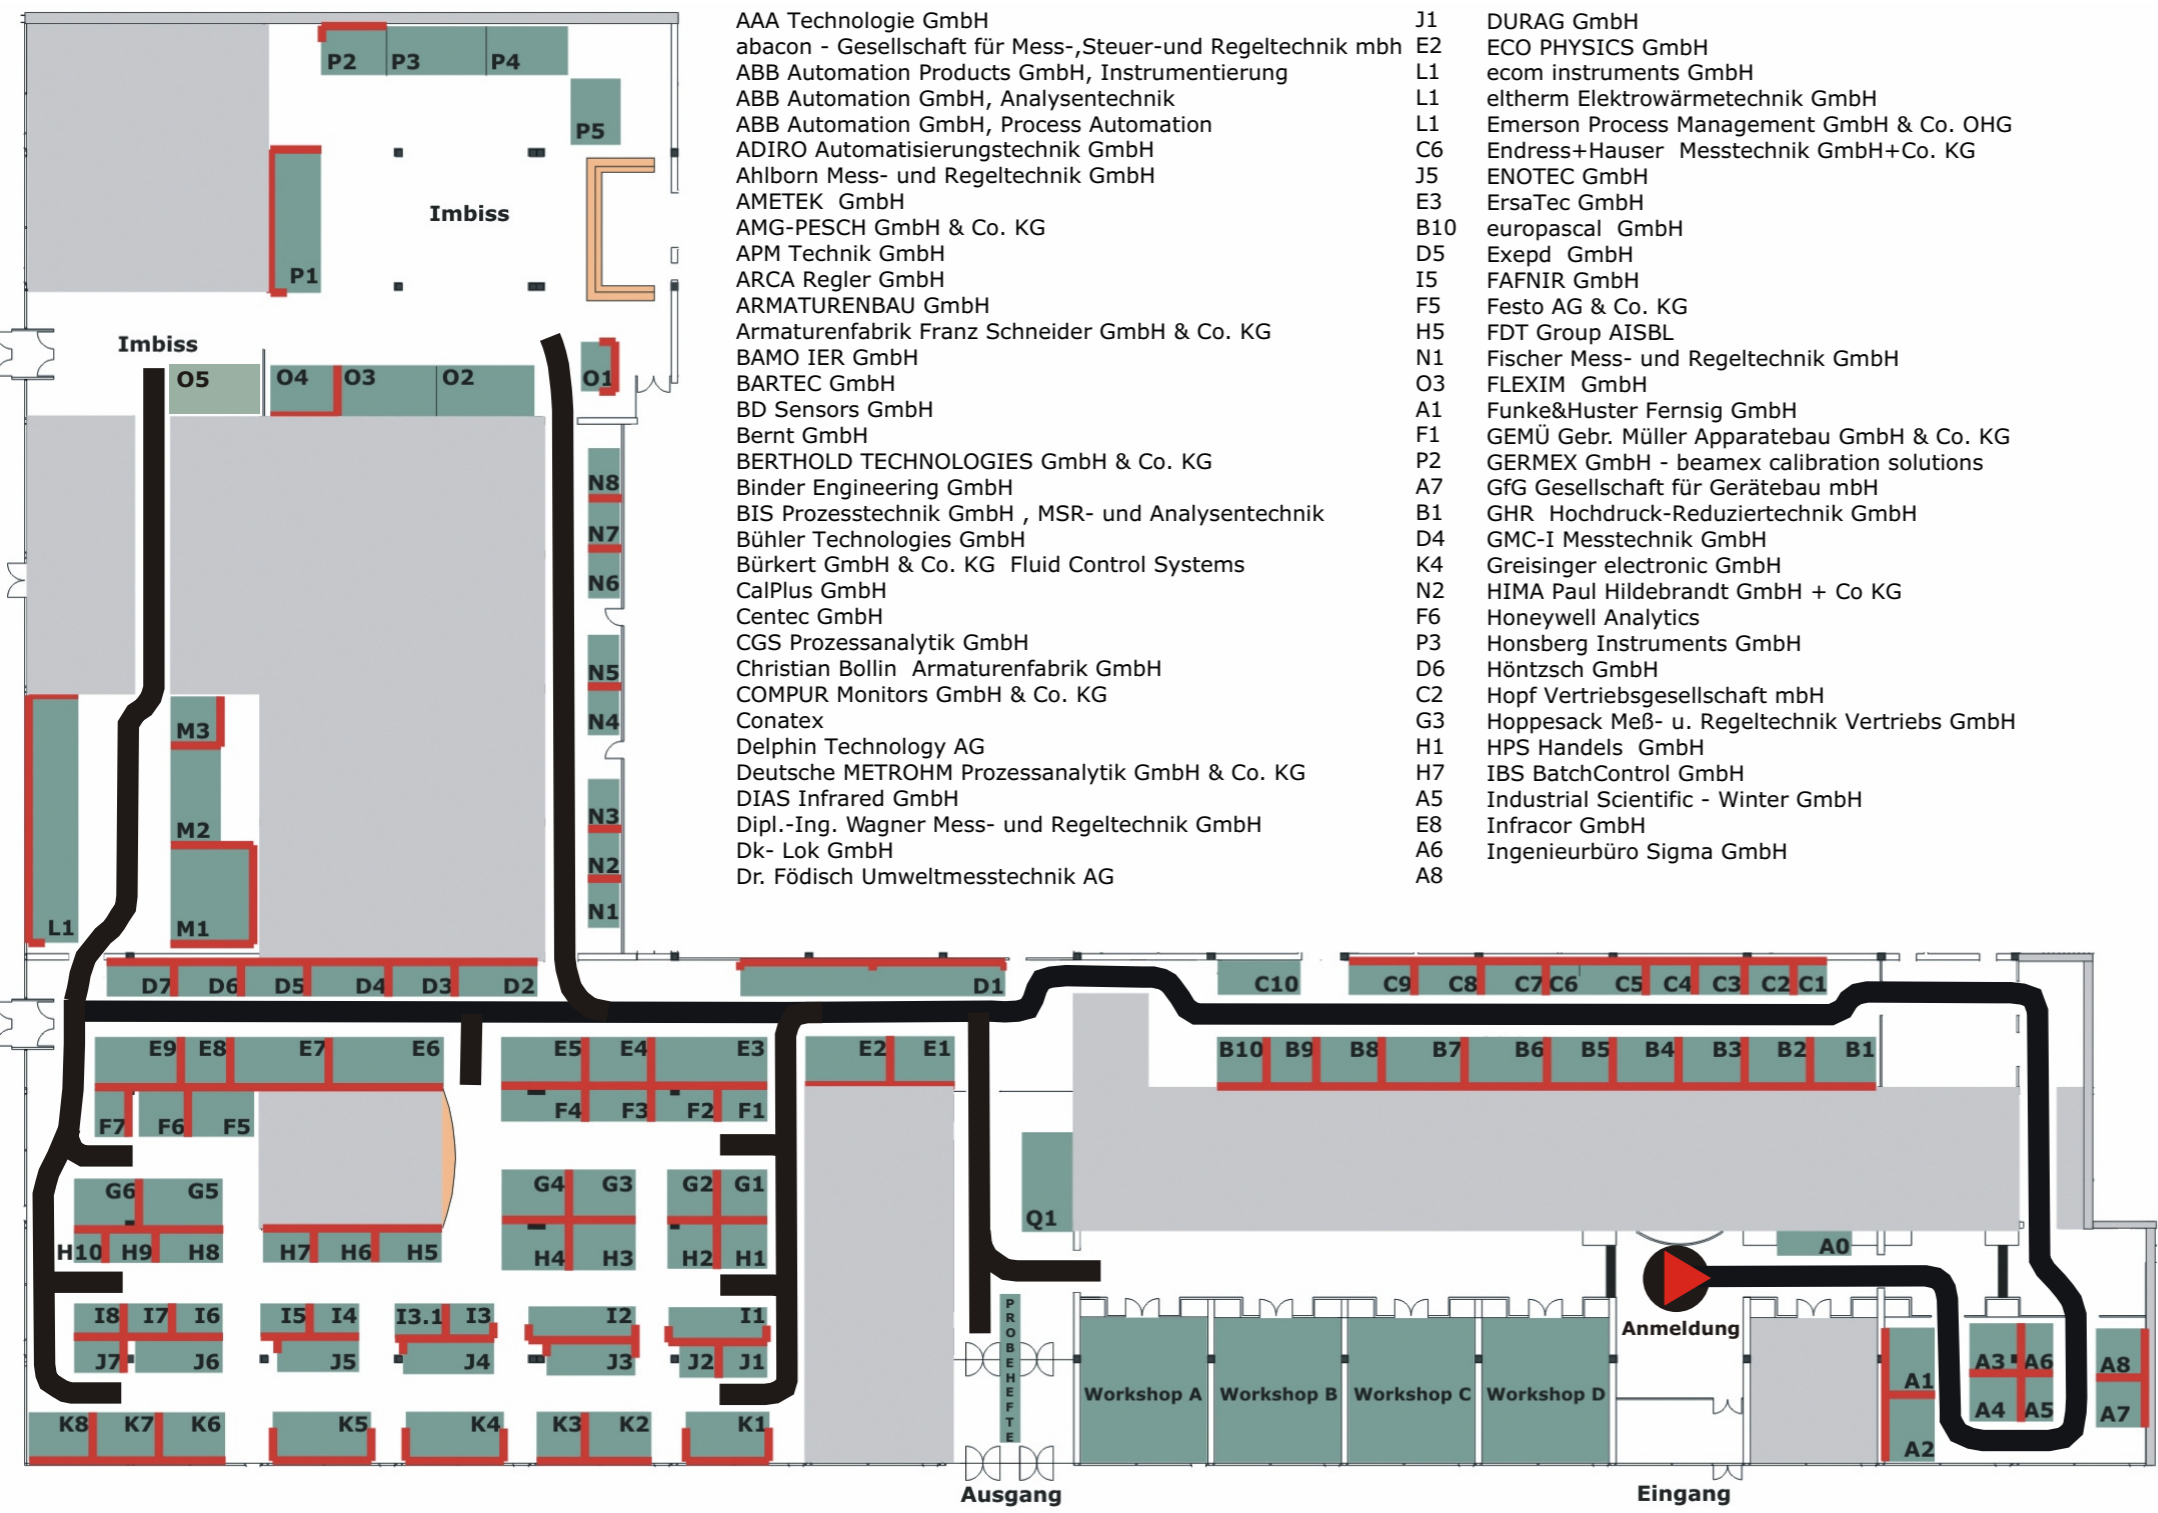 AAA Technologie GmbH J1
abacon - Gesellschaft für Mess-,Steuer-und Regeltechnik mbh E2
ABB Automation Products GmbH, Instrumentierung L1
ABB Automation GmbH, Analysentechnik L1
ABB Automation GmbH, Process Automation L1
ADIRO Automatisierungstechnik GmbH C6
Ahlborn Mess- und Regeltechnik GmbH J5
AMETEK GmbH E3
AMG-PESCH GmbH & Co. KG B10
APM Technik GmbH D5
ARCA Regler GmbH I5
ARMATURENBAU GmbH F5
Armaturenfabrik Franz Schneider GmbH & Co. KG H5
BAMO IER GmbH N1
BARTEC GmbH O3
BD Sensors GmbH A1
Bernt GmbH F1
BERTHOLD TECHNOLOGIES GmbH & Co. KG P2
Binder Engineering GmbH A7
BIS Prozesstechnik GmbH , MSR- und Analysentechnik B1
Bühler Technologies GmbH D4
Bürkert GmbH & Co. KG Fluid Control Systems K4
CalPlus GmbH N2
Centec GmbH F6
CGS Prozessanalytik GmbH P3
Christian Bollin Armaturenfabrik GmbH D6
COMPUR Monitors GmbH & Co. KG C2
Conatex G3
Delphin Technology AG H1
Deutsche METROHM Prozessanalytik GmbH & Co. KG H7
DIAS Infrared GmbH A5
Dipl.-Ing. Wagner Mess- und Regeltechnik GmbH E8
Dk- Lok GmbH A6
Dr. Födisch Umweltmesstechnik AG A8
DURAG GmbH
ECO PHYSICS GmbH
ecom instruments GmbH
eltherm Elektrowärmetechnik GmbH
Emerson Process Management GmbH & Co. OHG
Endress+Hauser Messtechnik GmbH+Co. KG
ENOTEC GmbH
ErsaTec GmbH
europascal GmbH
Exepd GmbH
FAFNIR GmbH
Festo AG & Co. KG
FDT Group AISBL
Fischer Mess- und Regeltechnik GmbH
FLEXIM GmbH
Funke&Huster Fernsig GmbH
GEMÜ Gebr. Müller Apparatebau GmbH & Co. KG
GERMEX GmbH - beamex calibration solutions
GfG Gesellschaft für Gerätebau mbH
GHR Hochdruck-Reduziertechnik GmbH
GMC-I Messtechnik GmbH
Greisinger electronic GmbH
HIMA Paul Hildebrandt GmbH + Co KG
Honeywell Analytics
Honsberg Instruments GmbH
Höntzsch GmbH
Hopf Vertriebsgesellschaft mbH
Hoppesack Meß- u. Regeltechnik Vertriebs GmbH
HPS Handels GmbH
IBS BatchControl GmbH
Industrial Scientific - Winter GmbH
Infracor GmbH
Ingenieurbüro Sigma GmbH
P2 P3 P4
P5
Imbiss
P1
Imbiss
O5 O4 O3 O2 O1
N8
N7
N6
N5
N4
M3
N3
M2
N2
N1
L1 M1
D7 D6 D5 D4 D3 D2 D1 C10 C9 C8 C7 C6 C5 C4 C3 C2 C1
E9 E8 E7 E6 E5 E4 E3 E2 E1 B10 B9 B8 B7 B6 B5 B4 B3 B2 B1
F7 F6 F5 F4 F3 F2 F1
G6 G5 G4 G3 G2 G1
Q1
H10 H9 H8 H7 H6 H5 H4 H3 H2 H1
A0
I8 I7 I6 I5 I4 I3.1 I3 I2 I1
PROBEHEFTE
Anmeldung
J7 J6 J5 J4 J3 J2 J1
A3 A6 A8
A1
Workshop A Workshop B Workshop C Workshop D
A4 A5 A7
K8 K7 K6 K5 K4 K3 K2 K1
A2
Ausgang
Eingang